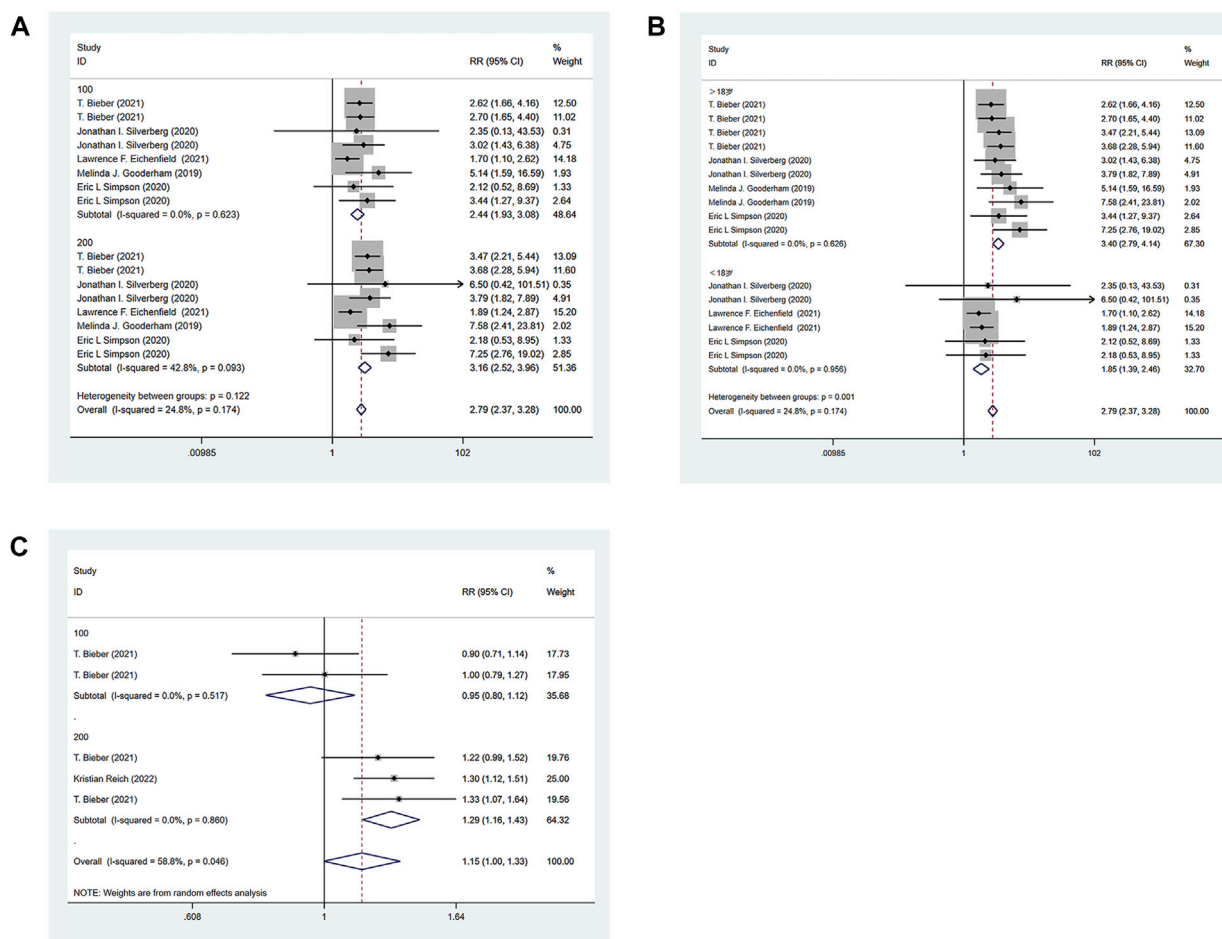 A
Study %
ID RR (95% CI) Weight
100
T. Bieber (2021) 2.62 (1.66, 4.16) 12.50
T. Bieber (2021) 2.70 (1.65, 4.40) 11.02
Jonathan I. Silverberg (2020) 2.35 (0.13, 43.53) 0.31
Jonathan I. Silverberg (2020) 3.02 (1.43, 6.38) 4.75
Lawrence F. Eichenfield (2021) 1.70 (1.10, 2.62) 14.18
Melinda J. Gooderham (2019) 5.14 (1.59, 16.59) 1.93
Eric L Simpson (2020) 2.12 (0.52, 8.69) 1.33
Eric L Simpson (2020) 3.44 (1.27, 9.37) 2.64
Subtotal (I-squared = 0.0%, p = 0.623) 2.44 (1.93, 3.08) 48.64
200
T. Bieber (2021) 3.47 (2.21, 5.44) 13.09
T. Bieber (2021) 3.68 (2.28, 5.94) 11.60
Jonathan I. Silverberg (2020) 6.50 (0.42, 101.51) 0.35
Jonathan I. Silverberg (2020) 3.79 (1.82, 7.89) 4.91
Lawrence F. Eichenfield (2021) 1.89 (1.24, 2.87) 15.20
Melinda J. Gooderham (2019) 7.58 (2.41, 23.81) 2.02
Eric L Simpson (2020) 2.18 (0.53, 8.95) 1.33
Eric L Simpson (2020) 7.25 (2.76, 19.02) 2.85
Subtotal (I-squared = 42.8%, p = 0.093) 3.16 (2.52, 3.96) 51.36
Heterogeneity between groups: p = 0.122
Overall (I-squared = 24.8%, p = 0.174) 2.79 (2.37, 3.28) 100.00
.00985 1 102
B
Study %
ID RR (95% CI) Weight
＞18岁
T. Bieber (2021) 2.62 (1.66, 4.16) 12.50
T. Bieber (2021) 2.70 (1.65, 4.40) 11.02
T. Bieber (2021) 3.47 (2.21, 5.44) 13.09
T. Bieber (2021) 3.68 (2.28, 5.94) 11.60
Jonathan I. Silverberg (2020) 3.02 (1.43, 6.38) 4.75
Jonathan I. Silverberg (2020) 3.79 (1.82, 7.89) 4.91
Melinda J. Gooderham (2019) 5.14 (1.59, 16.59) 1.93
Melinda J. Gooderham (2019) 7.58 (2.41, 23.81) 2.02
Eric L Simpson (2020) 3.44 (1.27, 9.37) 2.64
Eric L Simpson (2020) 7.25 (2.76, 19.02) 2.85
Subtotal (I-squared = 0.0%, p = 0.626) 3.40 (2.79, 4.14) 67.30
＜18岁
Jonathan I. Silverberg (2020) 2.35 (0.13, 43.53) 0.31
Jonathan I. Silverberg (2020) 6.50 (0.42, 101.51) 0.35
Lawrence F. Eichenfield (2021) 1.70 (1.10, 2.62) 14.18
Lawrence F. Eichenfield (2021) 1.89 (1.24, 2.87) 15.20
Eric L Simpson (2020) 2.12 (0.52, 8.69) 1.33
Eric L Simpson (2020) 2.18 (0.53, 8.95) 1.33
Subtotal (I-squared = 0.0%, p = 0.956) 1.85 (1.39, 2.46) 32.70
Heterogeneity between groups: p = 0.001
Overall (I-squared = 24.8%, p = 0.174) 2.79 (2.37, 3.28) 100.00
.00985 1 102
C
Study %
ID RR (95% CI) Weight
100
T. Bieber (2021) 0.90 (0.71, 1.14) 17.73
T. Bieber (2021) 1.00 (0.79, 1.27) 17.95
Subtotal (I-squared = 0.0%, p = 0.517) 0.95 (0.80, 1.12) 35.68
.
200
T. Bieber (2021) 1.22 (0.99, 1.52) 19.76
Kristian Reich (2022) 1.30 (1.12, 1.51) 25.00
T. Bieber (2021) 1.33 (1.07, 1.64) 19.56
Subtotal (I-squared = 0.0%, p = 0.860) 1.29 (1.16, 1.43) 64.32
.
Overall (I-squared = 58.8%, p = 0.046) 1.15 (1.00, 1.33) 100.00
NOTE: Weights are from random effects analysis
.608 1 1.64